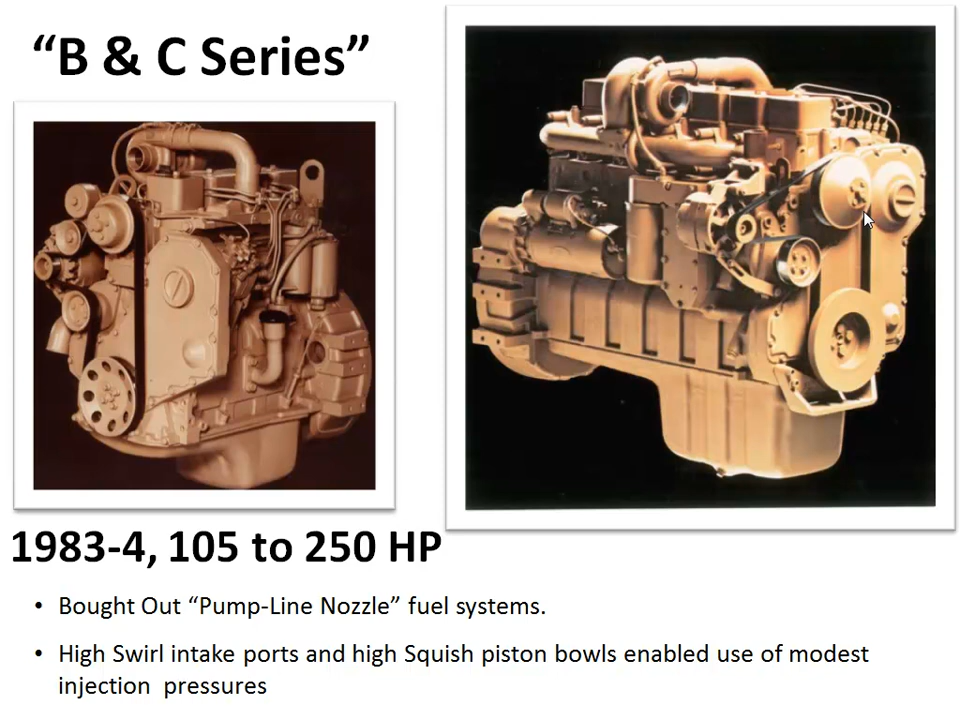 “B & C Series”
1983-4, 105 to 250 HP
• Bought Out “Pump-Line Nozzle” fuel systems.
• High Swirl intake ports and high Squish piston bowls enabled use of modest
injection  pressures